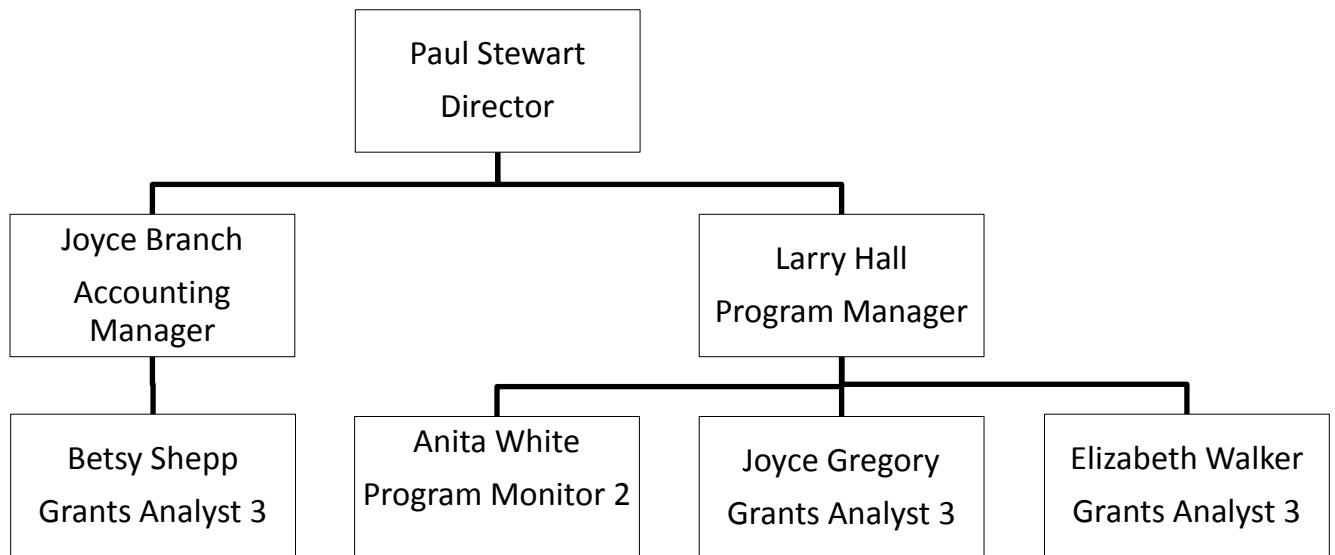 Paul Stewart
Director
Joyce Branch
Accounting
Manager
Larry Hall
Program Manager
Betsy Shepp
Grants Analyst 3
Anita White
Program Monitor 2
Joyce Gregory
Grants Analyst 3
Elizabeth Walker
Grants Analyst 3